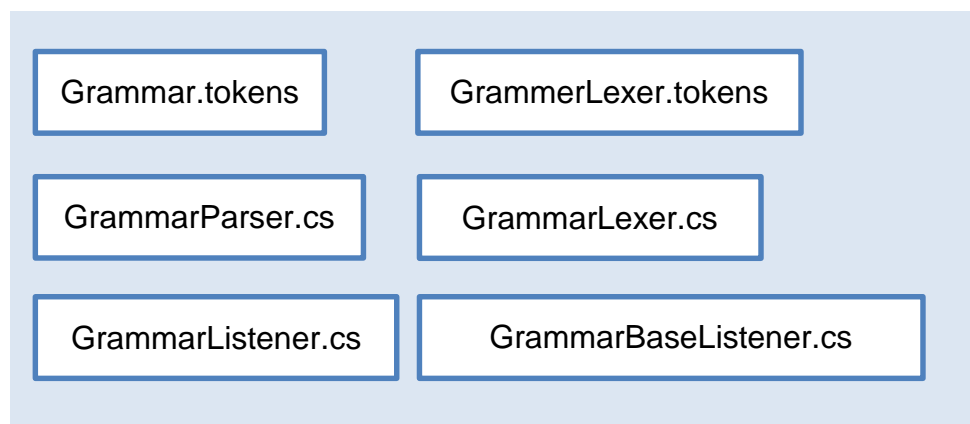 Grammar.tokens
GrammerLexer.tokens
GrammarParser.cs
GrammarLexer.cs
GrammarListener.cs
GrammarBaseListener.cs